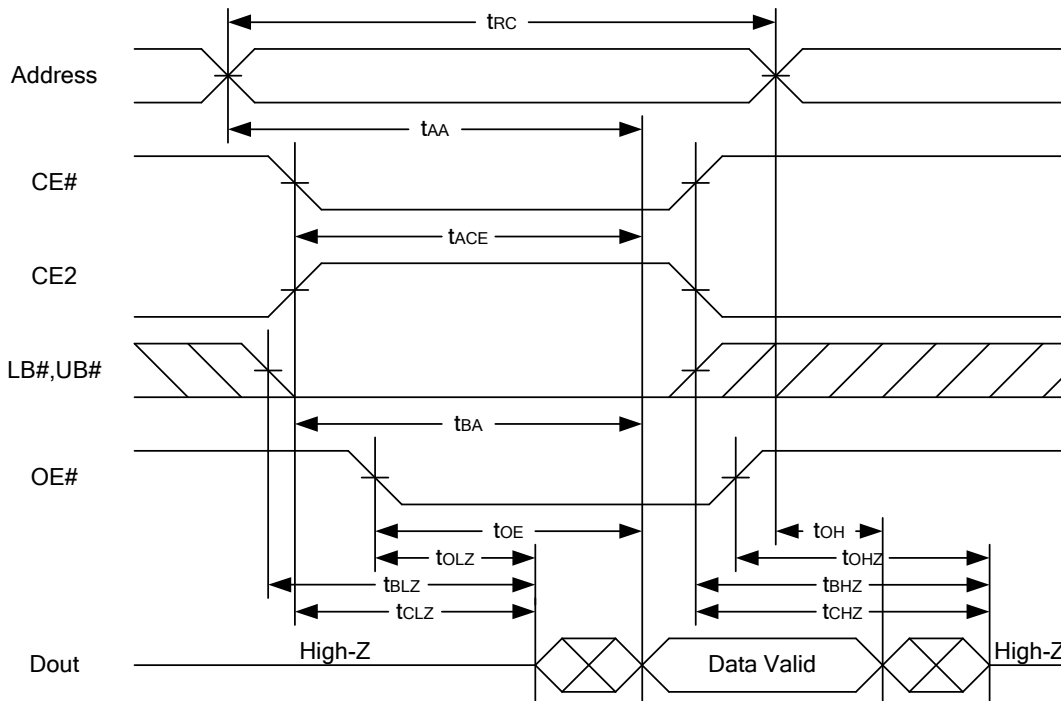 tRC
Address
tAA
CE#
tACE
CE2
LB#,UB#
tBA
OE#
tOE
tOH
tOLZ
tOHZ
tBLZ
tBHZ
tCLZ
tCHZ
High-Z
High-Z
Dout
Data Valid